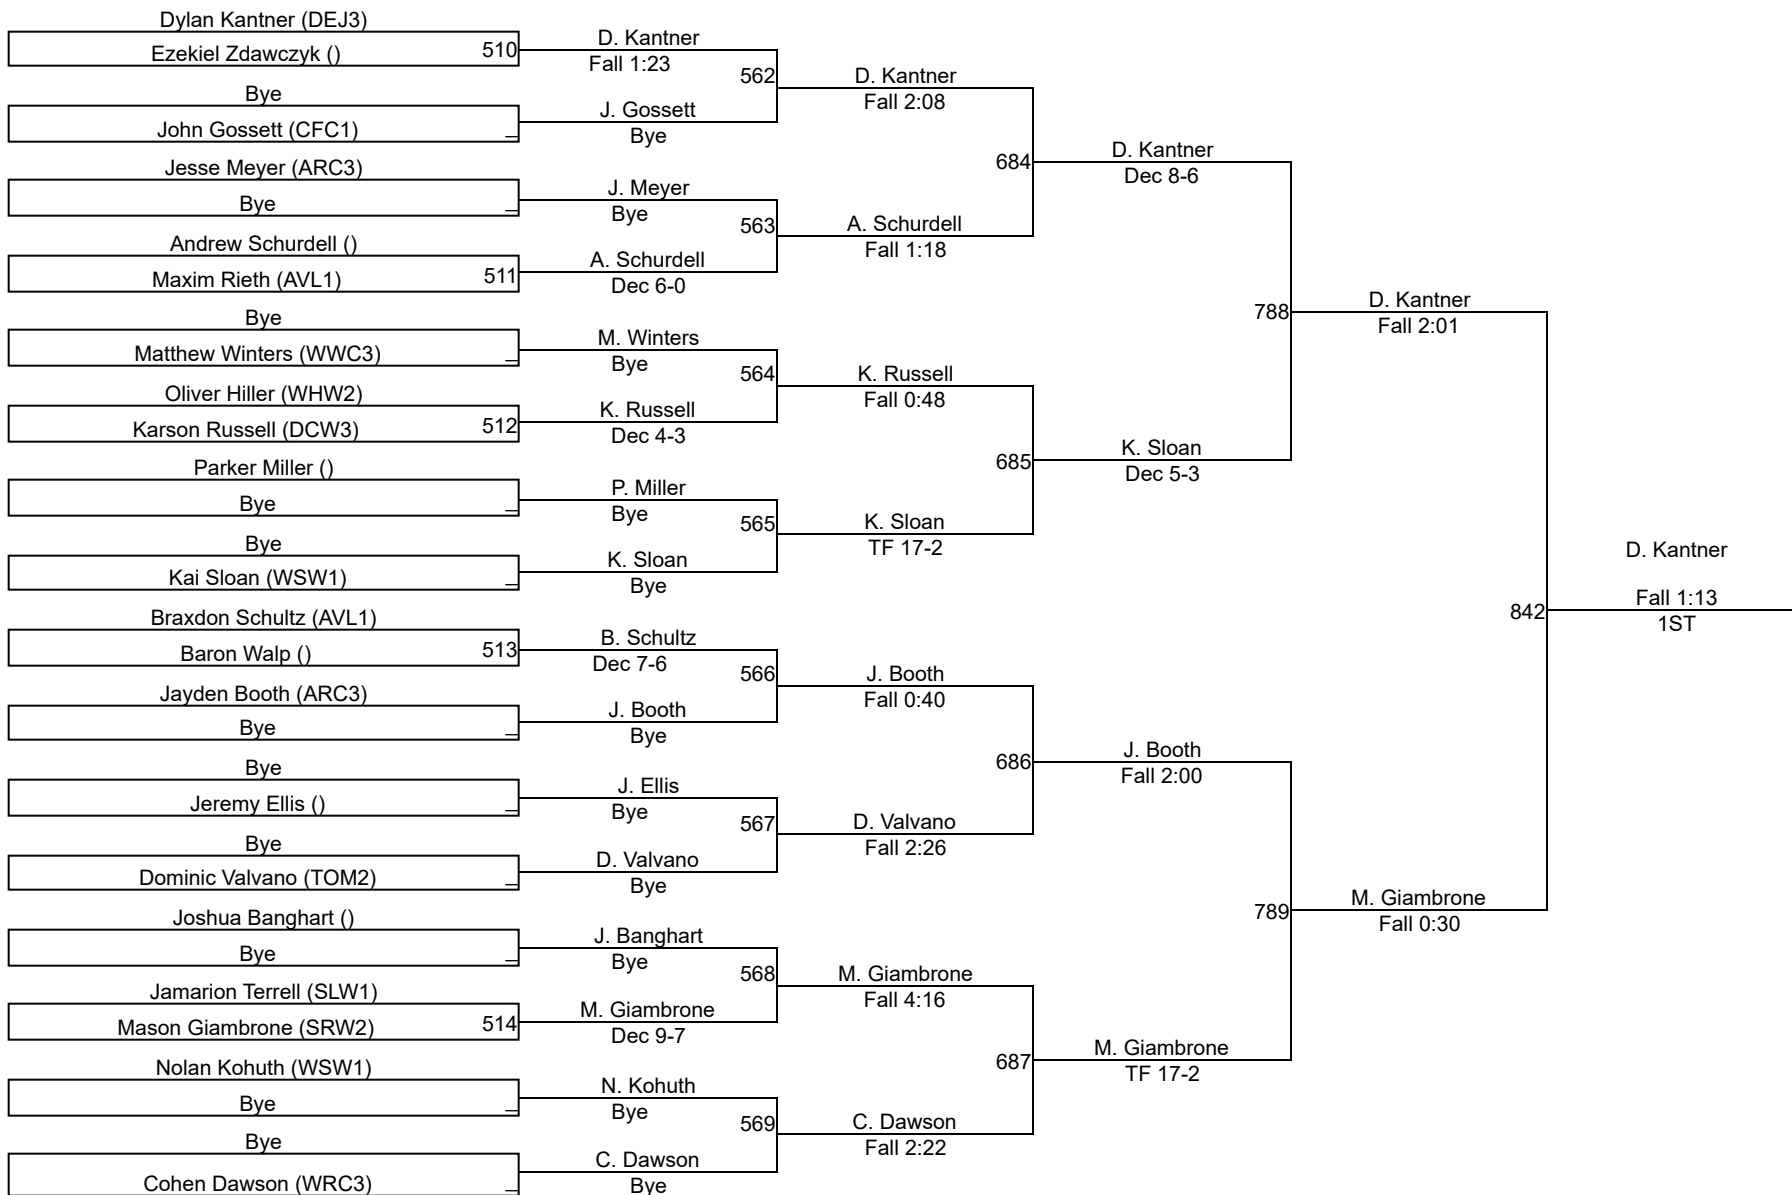 Dylan Kantner (DEJ3)
Ezekiel Zdawczyk ()
510
Bye
John Gossett (CFC1)
_
Jesse Meyer (ARC3)
Bye
_
Andrew Schurdell ()
Maxim Rieth (AVL1)
511
Bye
Matthew Winters (WWC3)
_
Oliver Hiller (WHW2)
Karson Russell (DCW3)
512
Parker Miller ()
Bye
_
Bye
Kai Sloan (WSW1)
_
Braxdon Schultz (AVL1)
Baron Walp ()
513
Jayden Booth (ARC3)
Bye
_
Bye
Jeremy Ellis ()
_
Bye
Dominic Valvano (TOM2)
_
Joshua Banghart ()
Bye
_
Jamarion Terrell (SLW1)
Mason Giambrone (SRW2)
514
Nolan Kohuth (WSW1)
Bye
_
Bye
Cohen Dawson (WRC3)
_
D. Kantner
Fall 1:23
562
J. Gossett
Bye
J. Meyer
Bye
563
A. Schurdell
Dec 6-0
M. Winters
Bye
564
K. Russell
Dec 4-3
P. Miller
Bye
565
K. Sloan
Bye
B. Schultz
Dec 7-6
566
J. Booth
Bye
J. Ellis
Bye
567
D. Valvano
Bye
J. Banghart
Bye
568
M. Giambrone
Dec 9-7
N. Kohuth
Bye
569
C. Dawson
Bye
D. Kantner
Fall 2:08
684
A. Schurdell
Fall 1:18
K. Russell
Fall 0:48
685
K. Sloan
TF 17-2
J. Booth
Fall 0:40
686
D. Valvano
Fall 2:26
M. Giambrone
Fall 4:16
687
C. Dawson
Fall 2:22
D. Kantner
Dec 8-6
788
K. Sloan
Dec 5-3
J. Booth
Fall 2:00
789
M. Giambrone
TF 17-2
D. Kantner
Fall 2:01
842
M. Giambrone
Fall 0:30
D. Kantner
Fall 1:13
1ST